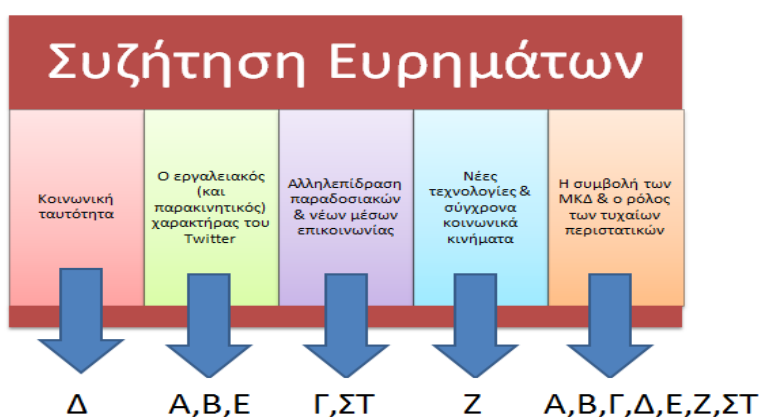 Συζήτηση Ευρημάτων
Κοινωνική
ταυτότητα
Ο εργαλειακός
(και
παρακινητικός)
χαρακτήρας του
Twitter
Αλληλεπίδραση
παραδοσιακών
& νέων μέσων
επικοινωνίας
Νέες
τεχνολογίες &
σύγχρονα
κοινωνικά
κινήματα
Η συμβολή των
ΜΚΔ & ο ρόλος
των τυχαίων
περιστατικών
Δ
Α,Β,Ε
Γ,ΣΤ
Ζ
Α,Β,Γ,Δ,Ε,Ζ,ΣΤ